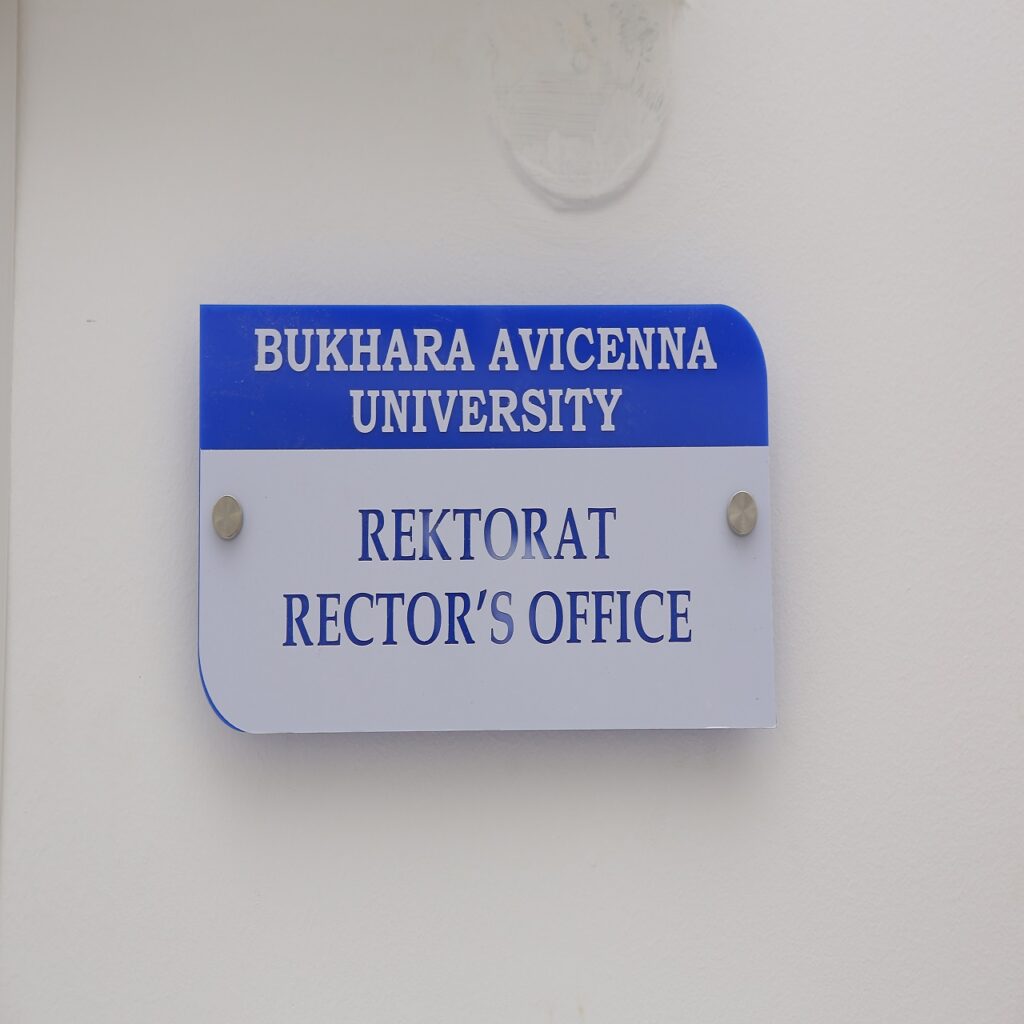 BUKHARA AVICENNA
UNIVERSITY
REKTORAT
RECTOR'S OFFICE